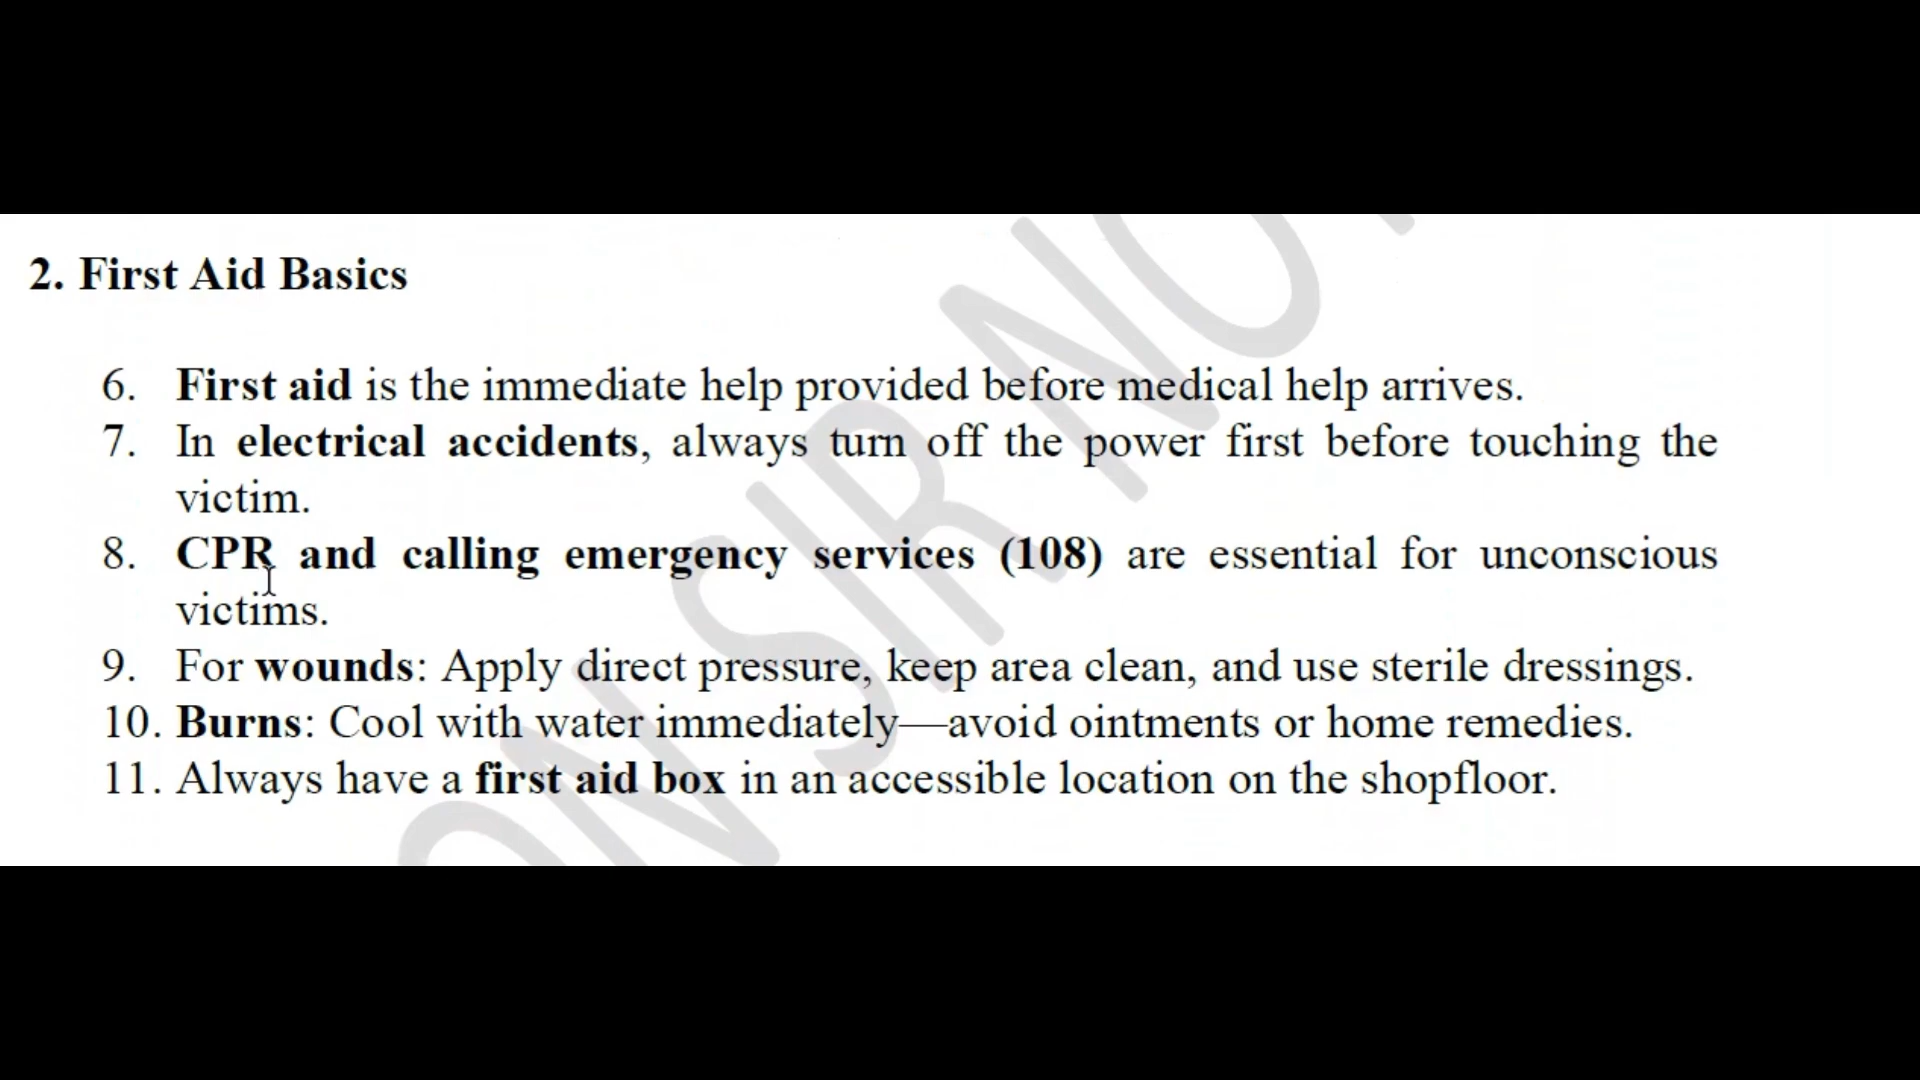 2. First Aid Basics
6. First aid is the immediate help provided before medical help arrives.
7. In electrical accidents, always turn off the power first before touching the
victim.
8. CPR and calling emergency services (108) are essential for unconscious
victims.
9. For wounds: Apply direct pressure, keep area clean, and use sterile dressings.
10. Burns: Cool with water immediately—avoid ointments or home remedies.
11. Always have a first aid box in an accessible location on the shopfloor.
ON SIR NO